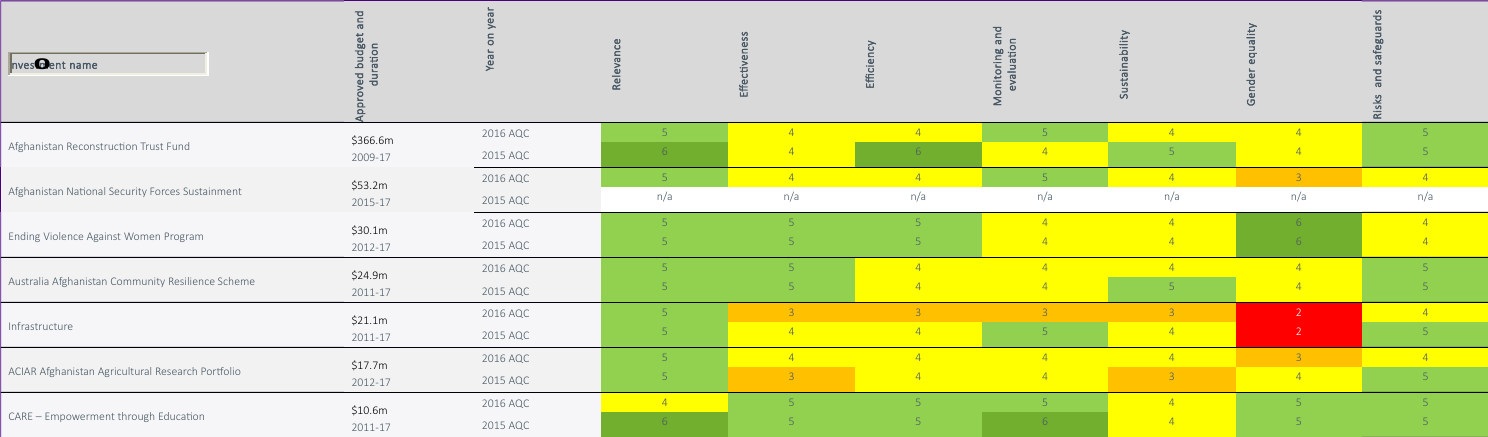 nvestment name
Approved budget and duration
Year on year
Relevance
Effectiveness
Efficiency
Monitoring and evaluation
Sustainability
Gender equality
Risks and safeguards
Afghanistan Reconstruction Trust Fund
$366.6m
2009-17
2016 AQC 5 4 4 5 4 4 5
2015 AQC 6 4 6 4 5 4 5
Afghanistan National Security Forces Sustainment
$53.2m
2015-17
2016 AQC 5 4 4 5 4 3 4
2015 AQC n/a n/a n/a n/a n/a n/a n/a
Ending Violence Against Women Program
$30.1m
2012-17
2016 AQC 5 5 5 4 4 6 4
2015 AQC 5 5 5 4 4 6 4
Australia Afghanistan Community Resilience Scheme
$24.9m
2011-17
2016 AQC 5 5 4 4 4 4 5
2015 AQC 5 5 4 4 5 4 5
Infrastructure
$21.1m
2011-17
2016 AQC 5 3 3 3 3 2 4
2015 AQC 5 4 4 5 4 2 5
ACIAR Afghanistan Agricultural Research Portfolio
$17.7m
2012-17
2016 AQC 5 4 4 4 4 3 4
2015 AQC 5 3 4 4 3 4 5
CARE – Empowerment through Education
$10.6m
2011-17
2016 AQC 4 5 5 5 4 5 5
2015 AQC 6 5 5 6 4 5 5